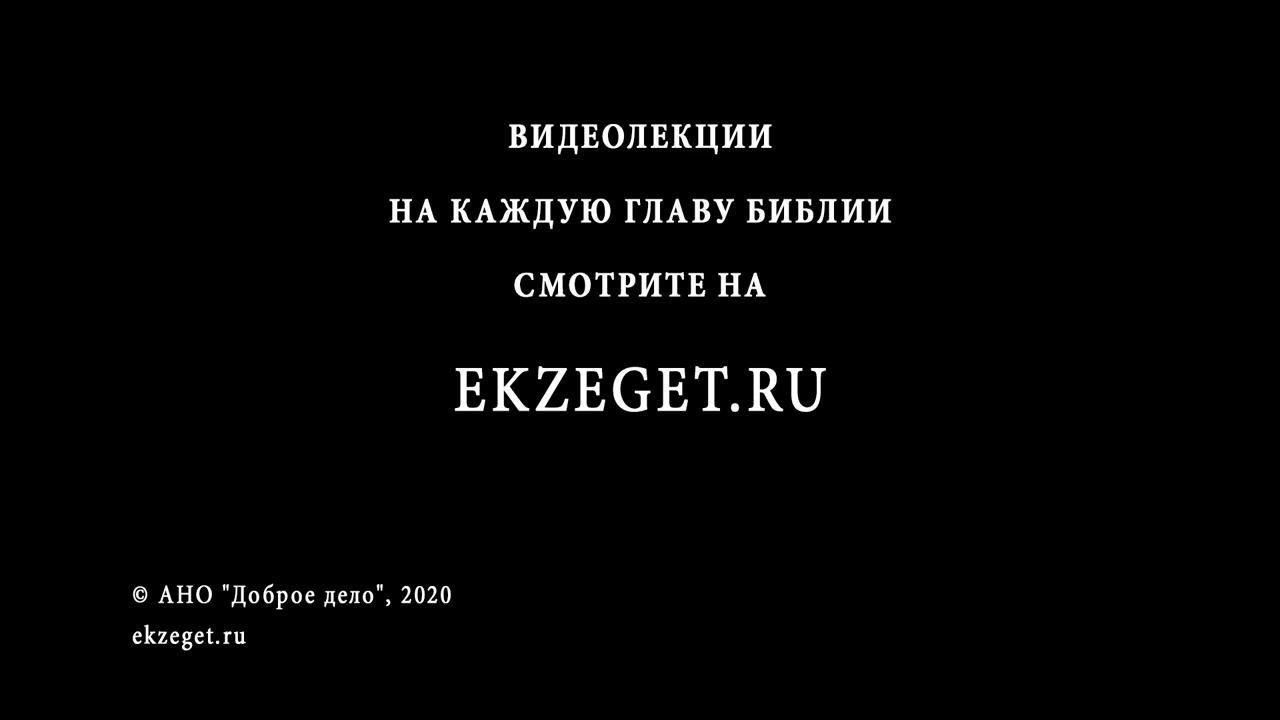 ВИДЕОЛЕКЦИИ
НА КАЖДУЮ ГЛАВУ БИБЛИИ
СМОТРИТЕ НА
EKZEGET.RU
© АНО "Доброе дело", 2020
ekzeget.ru